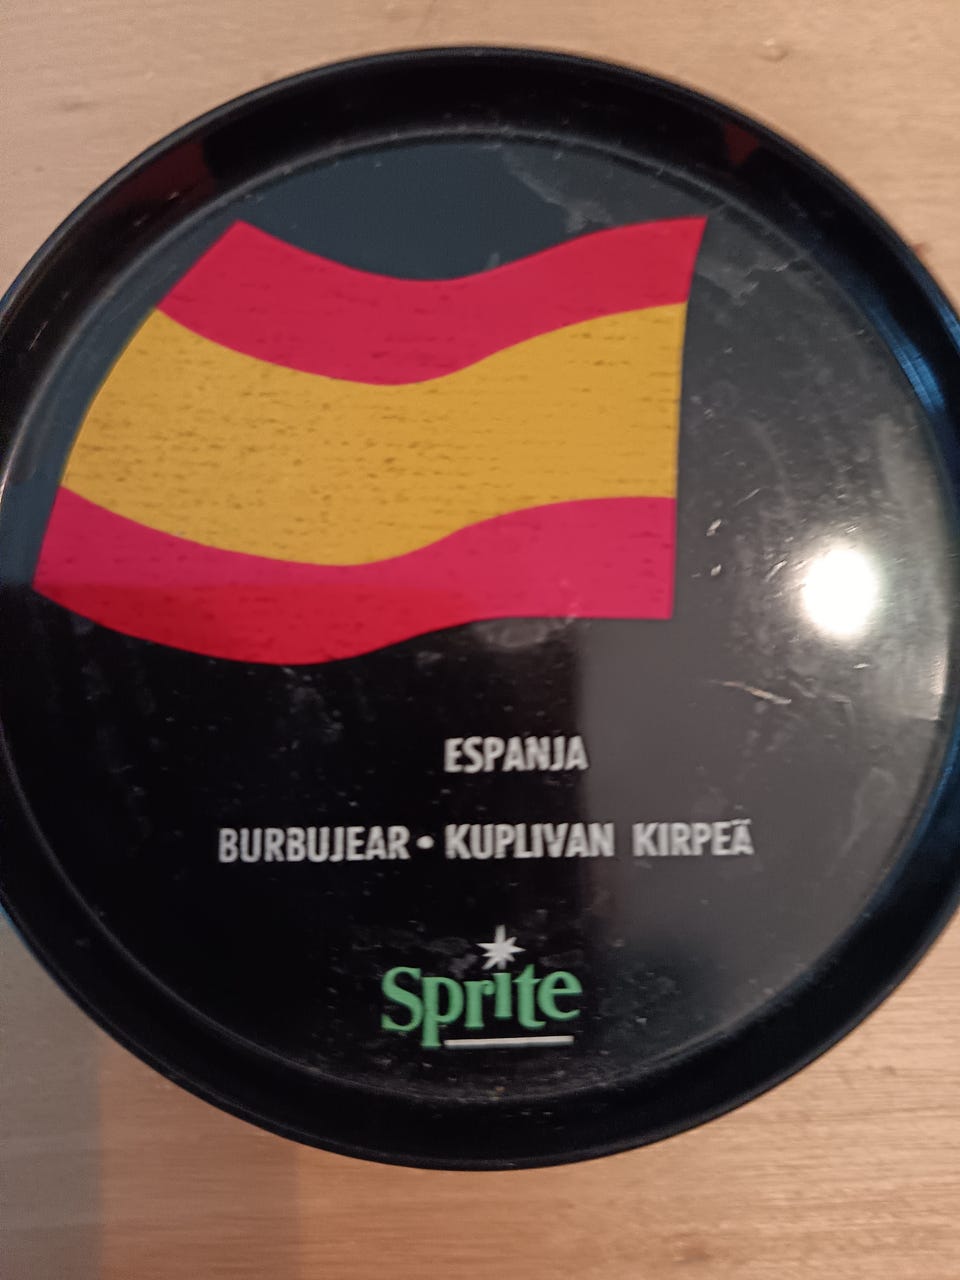 ESPANJA
BURBUJEAR • KUPLIVAN KIRPEÄ
Sprite